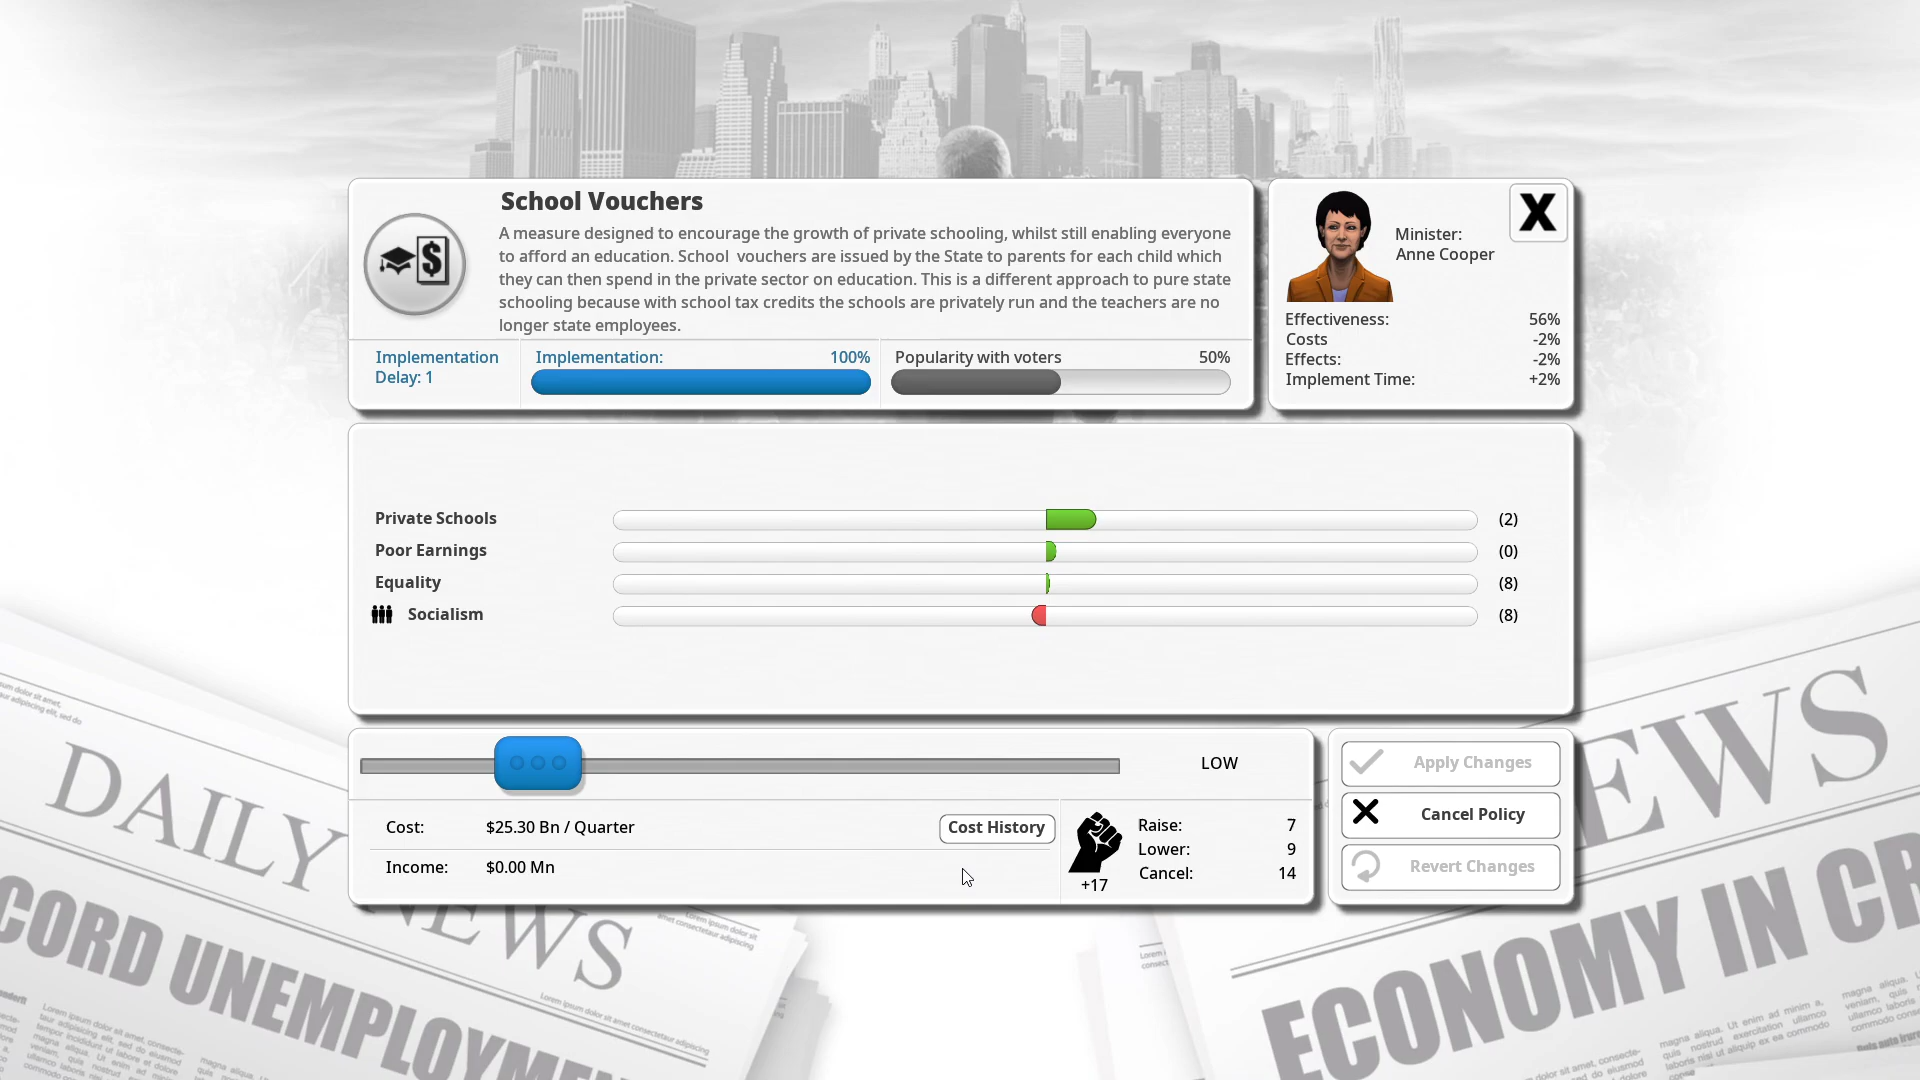 School Vouchers
A measure designed to encourage the growth of private schooling, whilst still enabling everyone
to afford an education. School  vouchers are issued by the State to parents for each child which
they can then spend in the private sector on education. This is a different approach to pure state
schooling because with school tax credits the schools are privately run and the teachers are no
longer state employees.
Implementation
Delay: 1
Implementation: 100%
Popularity with voters 50%
X
Minister:
Anne Cooper
Effectiveness: 56%
Costs -2%
Effects: -2%
Implement Time: +2%
Private Schools (2)
Poor Earnings (0)
Equality (8)
Socialism (8)
LOW
Cost: $25.30 Bn / Quarter
Cost History
Income: $0.00 Mn
+17
Raise: 7
Lower: 9
Cancel: 14
Apply Changes
Cancel Policy
Revert Changes
DAILY NEWS
CORD UNEMPLOYME
EWS
ECONOMY IN CR